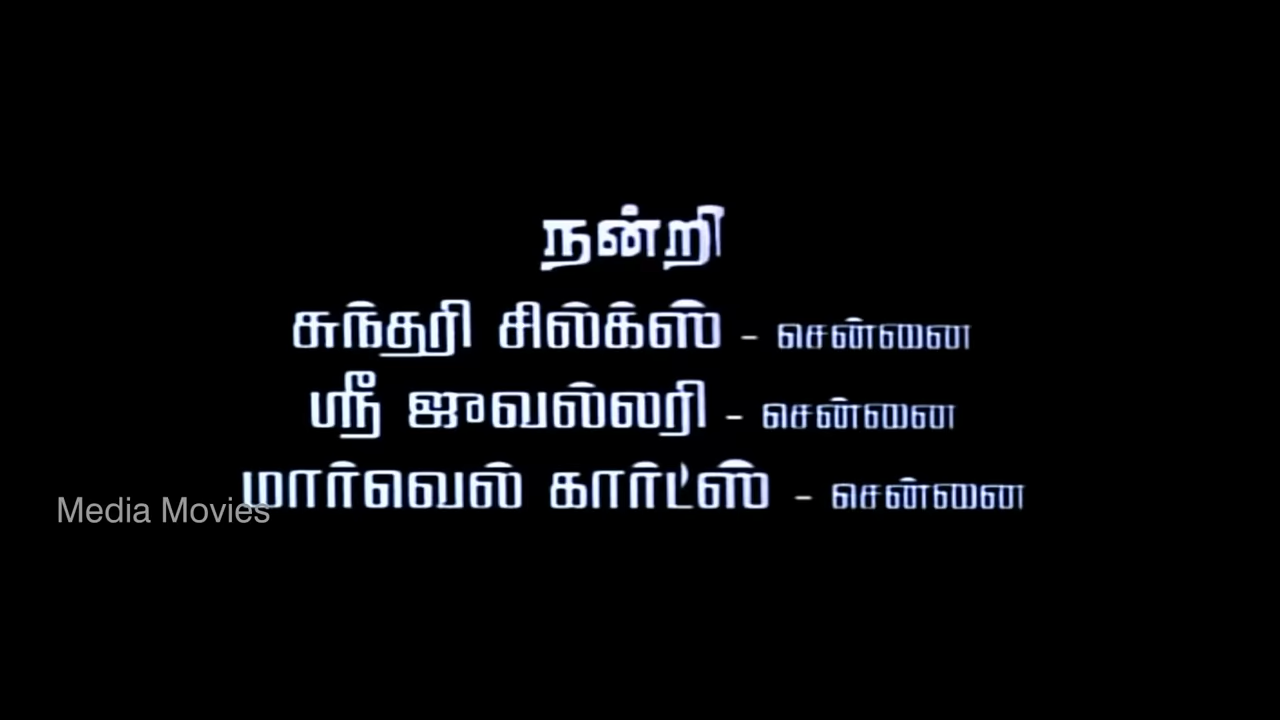 நன்றி
சுந்தரி சில்க்ஸ் - சென்னை
ஸ்ரீ ஜுவல்லரி - சென்னை
மார்வெல் கார்ட்ஸ் - சென்னை
Media Movies